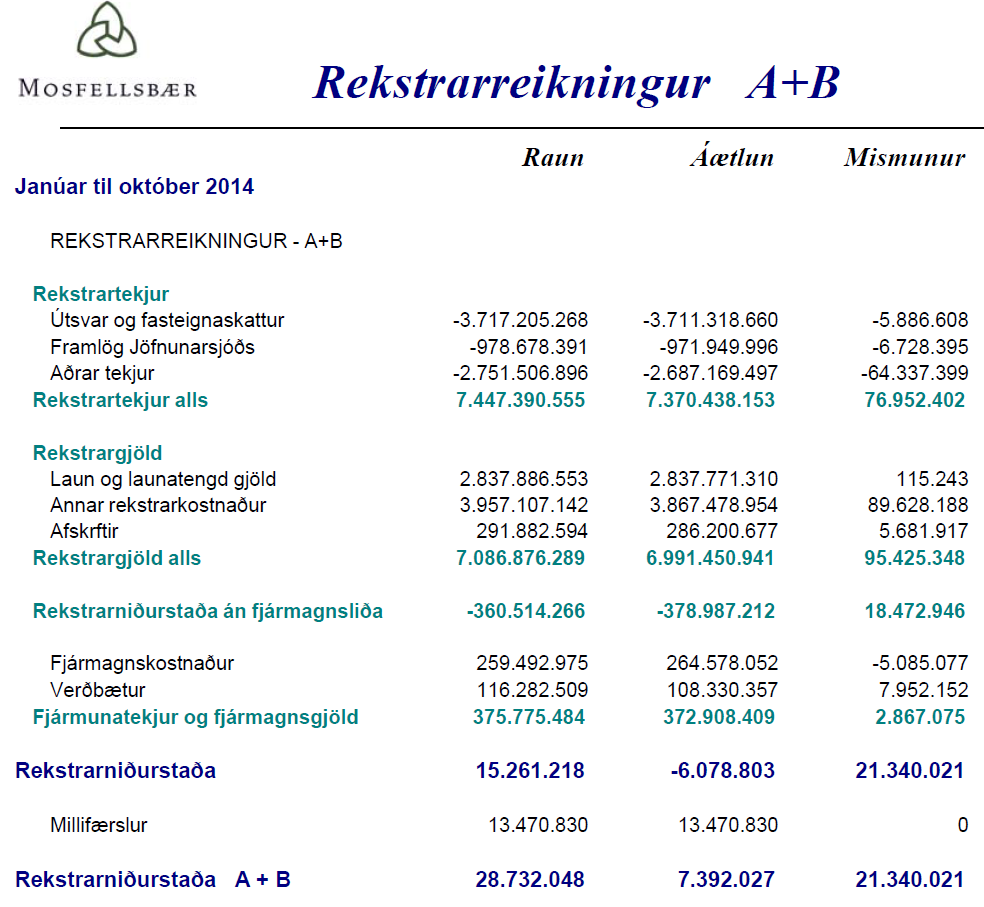 MOSFELLSBÆR
Rekstrarreikningur A+B
Raun Áætlun Mismunur
Janúar til október 2014
REKSTRARREIKNINGUR - A+B
Rekstrartekjur
Útsvar og fasteignaskattur -3.717.205.268 -3.711.318.660 -5.886.608
Framlög Jöfnunarsjóðs -978.678.391 -971.949.996 -6.728.395
Aðrar tekjur -2.751.506.896 -2.687.169.497 -64.337.399
Rekstrartekjur alls 7.447.390.555 7.370.438.153 76.952.402
Rekstrargjöld
Laun og launatengd gjöld 2.837.886.553 2.837.771.310 115.243
Annar rekstrarkostnaður 3.957.107.142 3.867.478.954 89.628.188
Afskrftir 291.882.594 286.200.677 5.681.917
Rekstrargjöld alls 7.086.876.289 6.991.450.941 95.425.348
Rekstrarniðurstaða án fjármagnsliða -360.514.266 -378.987.212 18.472.946
Fjármagnskostnaður 259.492.975 264.578.052 -5.085.077
Verðbætur 116.282.509 108.330.357 7.952.152
Fjármunatekjur og fjármagnsgjöld 375.775.484 372.908.409 2.867.075
Rekstrarniðurstaða 15.261.218 -6.078.803 21.340.021
Millifærslur 13.470.830 13.470.830 0
Rekstrarniðurstaða A + B 28.732.048 7.392.027 21.340.021